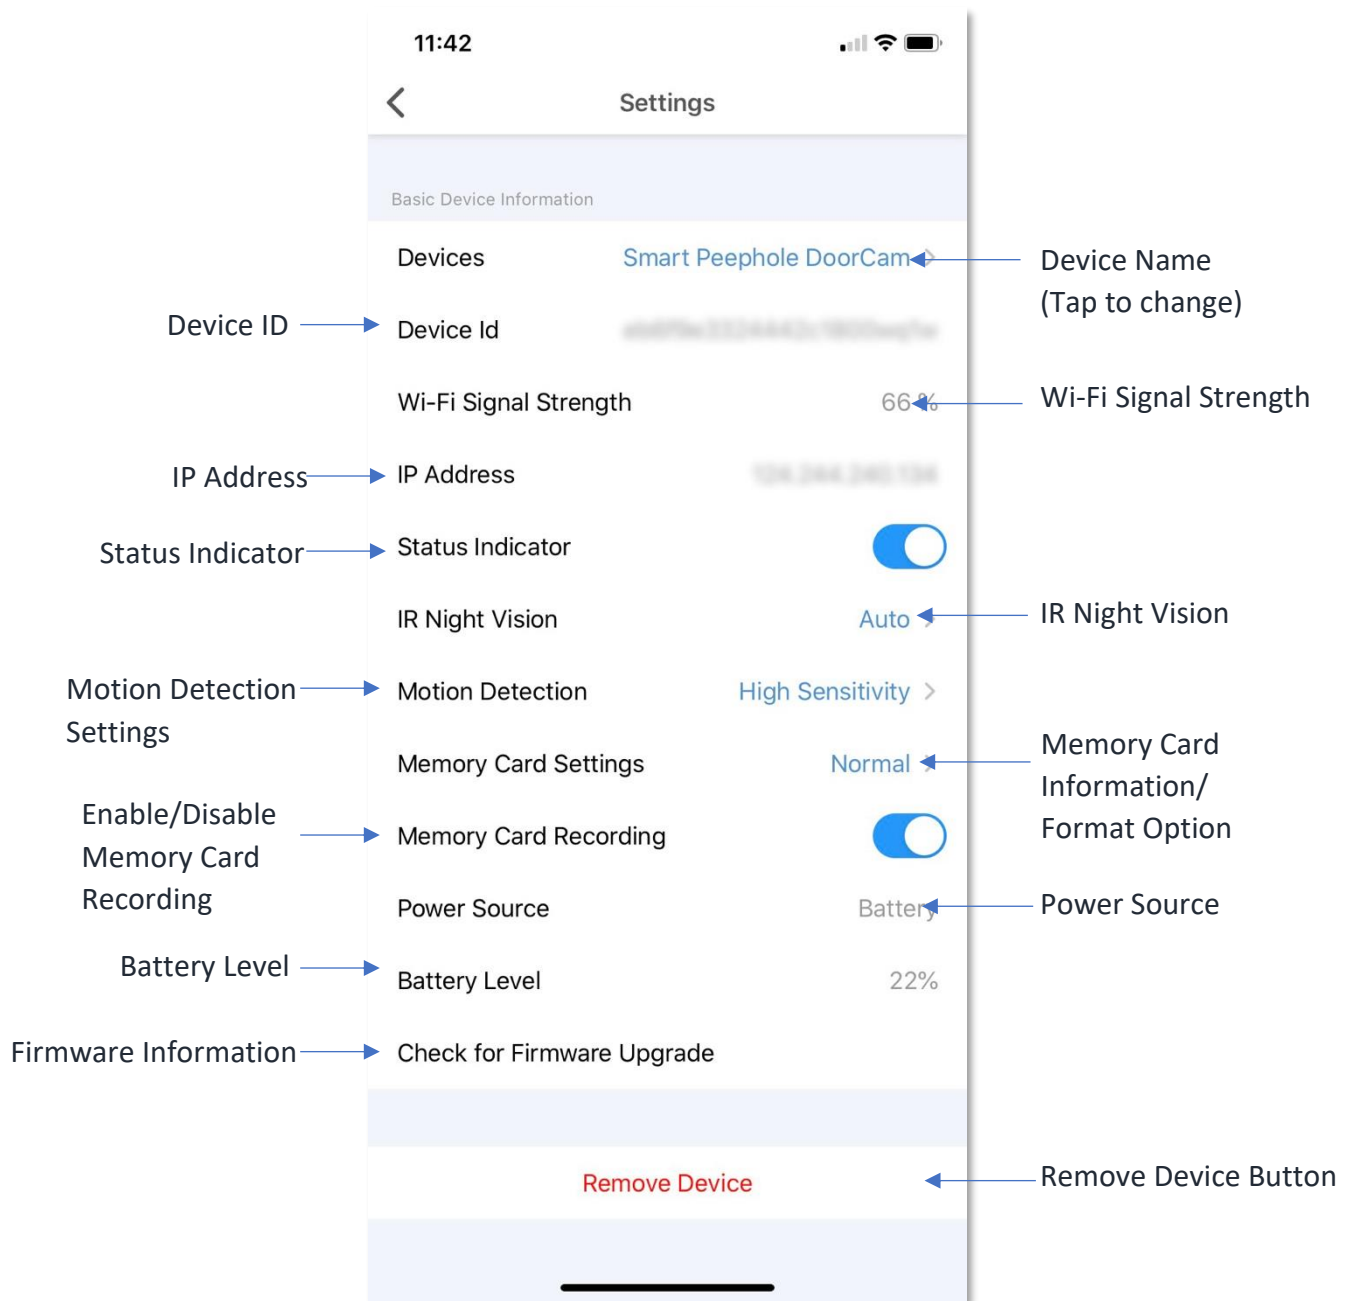 11:42
Settings
Basic Device Information
Devices
Smart Peephole DoorCam
Device Name
(Tap to change)
Device ID
Device Id
Wi-Fi Signal Strength
66 %
Wi-Fi Signal Strength
IP Address
IP Address
Status Indicator
Status Indicator
IR Night Vision
Auto
IR Night Vision
Motion Detection
Settings
Motion Detection
High Sensitivity
Memory Card Settings
Normal
Memory Card
Information/
Format Option
Enable/Disable
Memory Card
Recording
Memory Card Recording
Power Source
Battery
Power Source
Battery Level
Battery Level
22%
Firmware Information
Check for Firmware Upgrade
Remove Device
Remove Device Button